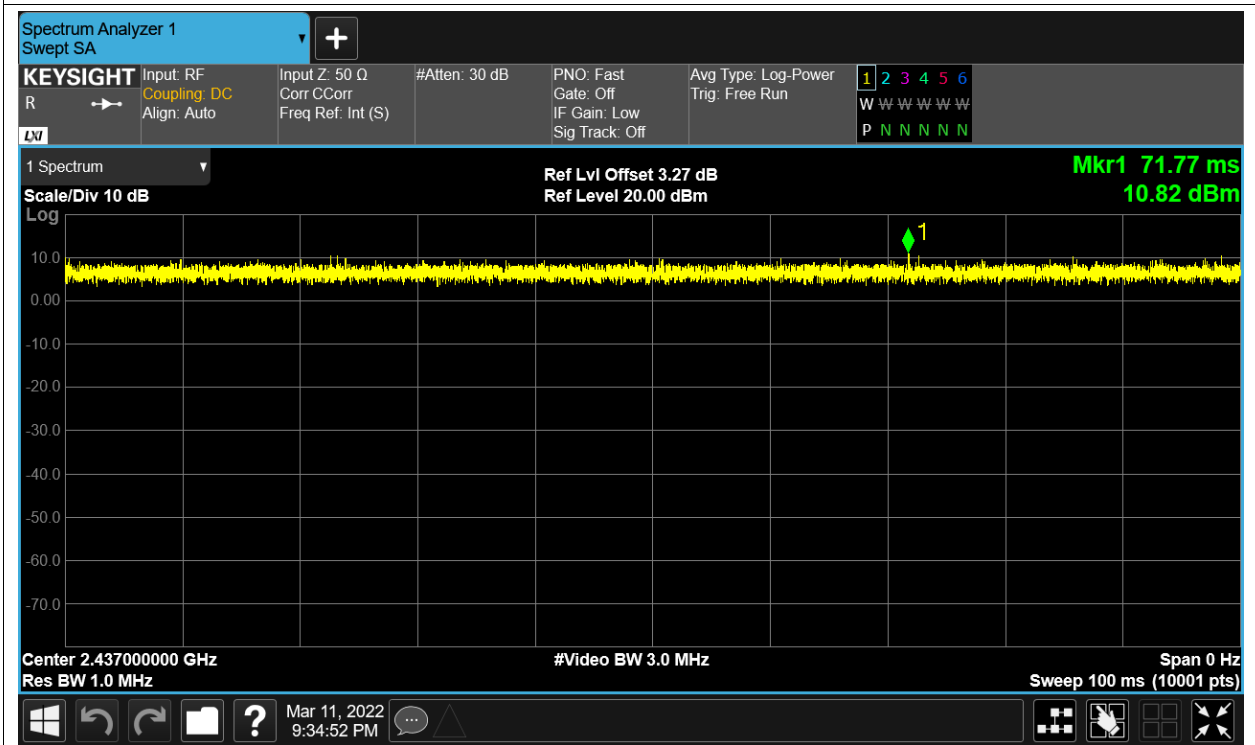 Spectrum Analyzer 1
Swept SA
KEYSIGHT
R
LXI
Input: RF
Coupling: DC
Align: Auto
Input Z: 50 Ω
Corr CCorr
Freq Ref: Int (S)
#Atten: 30 dB
PNO: Fast
Gate: Off
IF Gain: Low
Sig Track: Off
Avg Type: Log-Power
Trig: Free Run
1 2 3 4 5 6
W W W W W W
P N N N N N
1 Spectrum
Scale/Div 10 dB
Ref Lvl Offset 3.27 dB
Ref Level 20.00 dBm
Mkr1 71.77 ms
10.82 dBm
Log
1
10.0
0.00
-10.0
-20.0
-30.0
-40.0
-50.0
-60.0
-70.0
Center 2.437000000 GHz
Res BW 1.0 MHz
#Video BW 3.0 MHz
Span 0 Hz
Sweep 100 ms (10001 pts)
?
Mar 11, 2022
9:34:52 PM